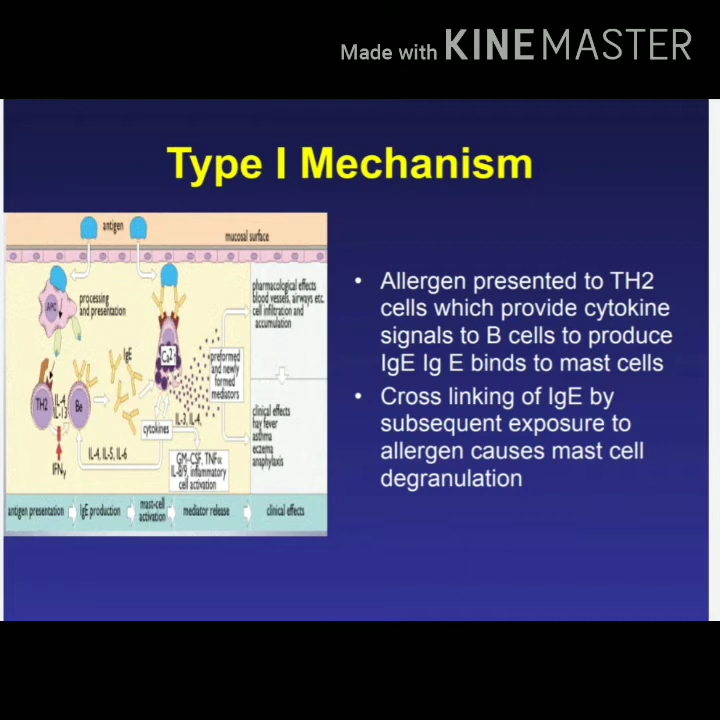 Made with KINEMASTER
Type I Mechanism
antigen
mucosal surface
APC
processing
and presentation
IgE
Ca2+
preformed
and newly
formed
mediators
pharmacological effects
blood vessels, airways etc.
cell infiltration and
accumulation
TH2
IL-4
IL-13
Be
IFNγ
IL-4, IL-5, IL-6
cytokines
IL-3, IL-4,
GM-CSF, TNFα
IL-8/9, inflammatory
cell activation
clinical effects
hay fever
asthma
eczema
anaphylaxis
antigen presentation
IgE production
mast-cell
activation
mediator release
clinical effects
• Allergen presented to TH2
cells which provide cytokine
signals to B cells to produce
IgE Ig E binds to mast cells
• Cross linking of IgE by
subsequent exposure to
allergen causes mast cell
degranulation